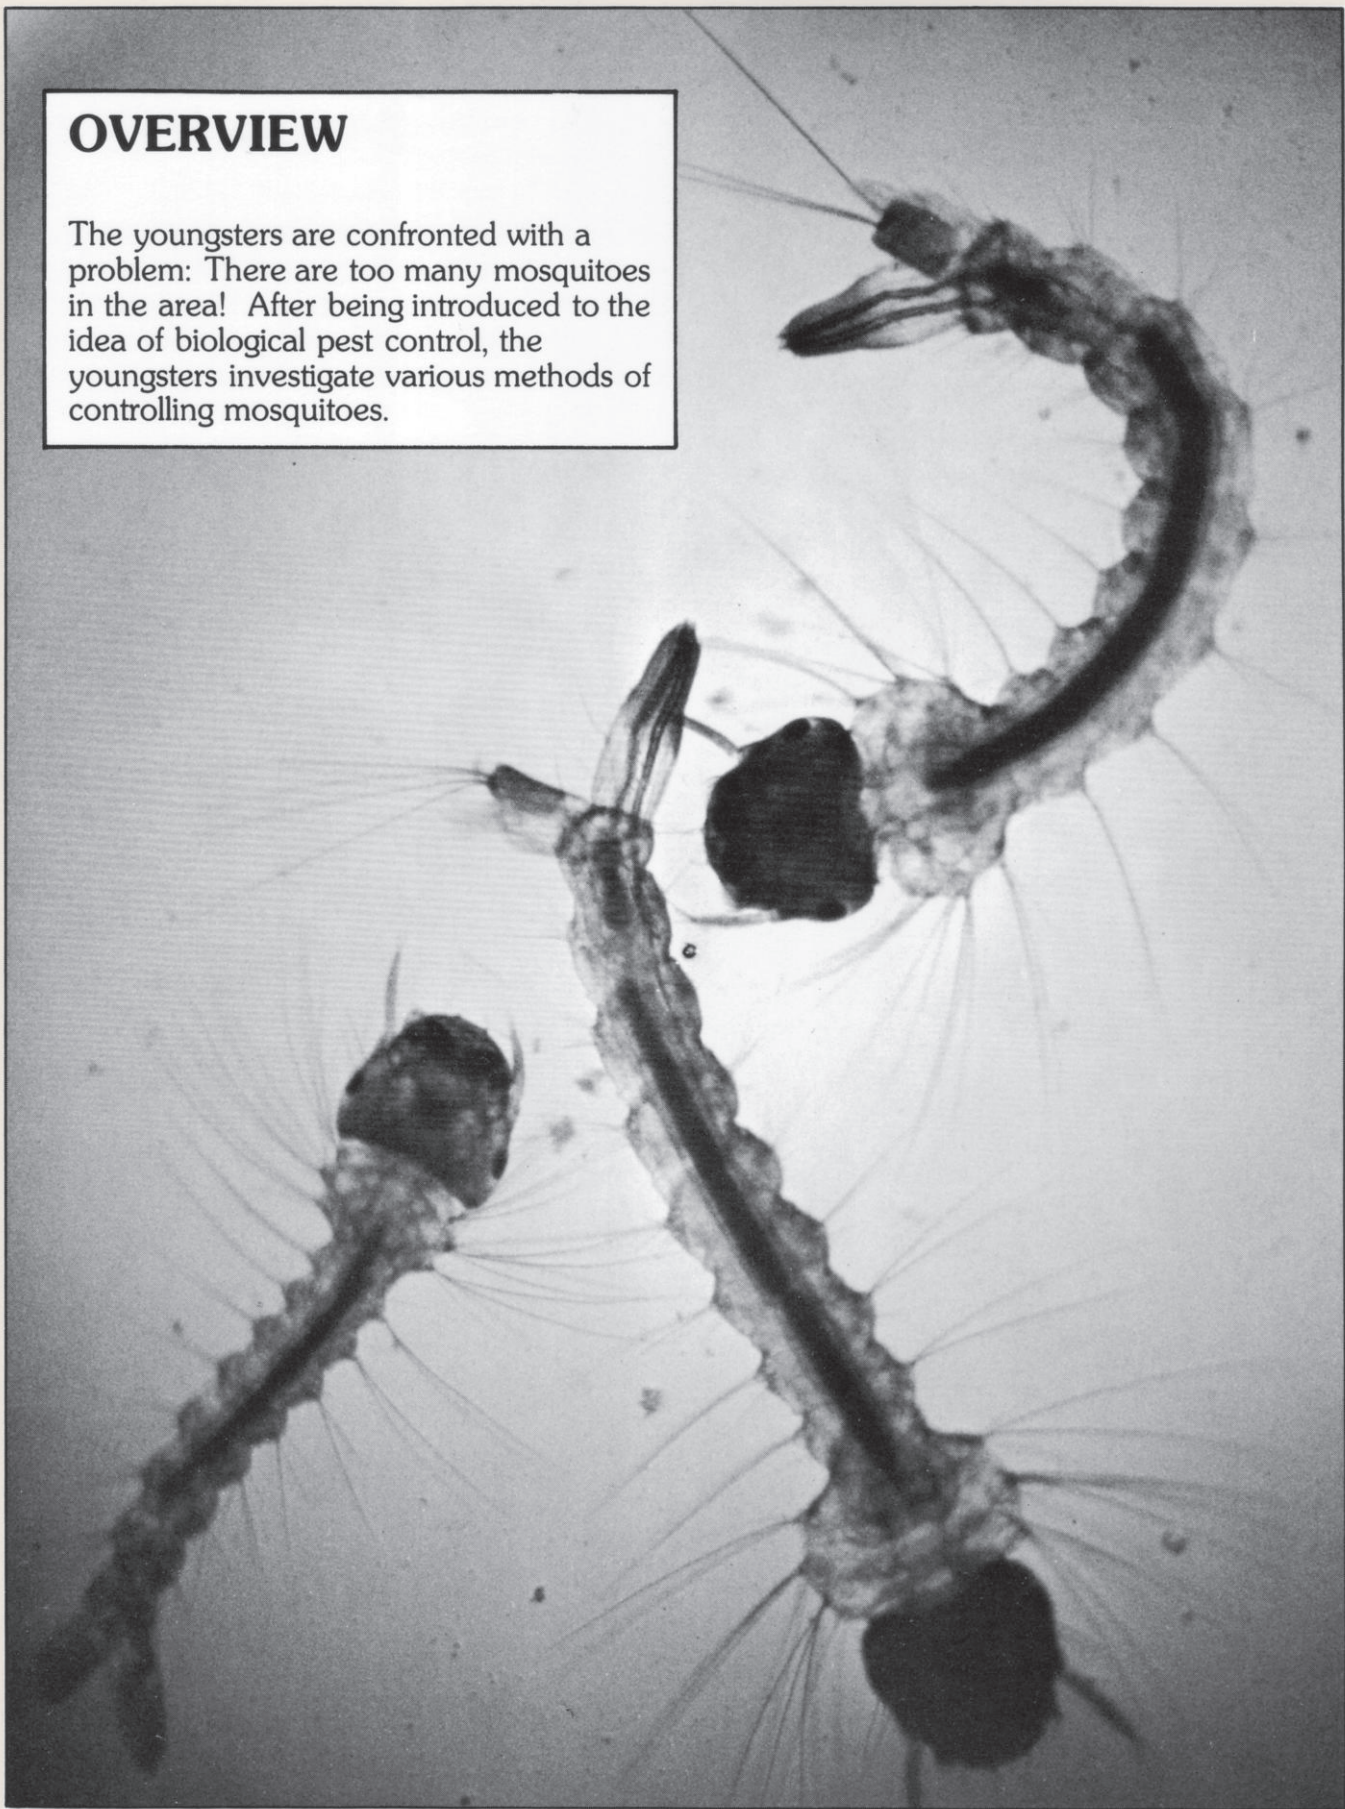 OVERVIEW
The youngsters are confronted with a
problem: There are too many mosquitoes
in the area! After being introduced to the
idea of biological pest control, the
youngsters investigate various methods of
controlling mosquitoes.